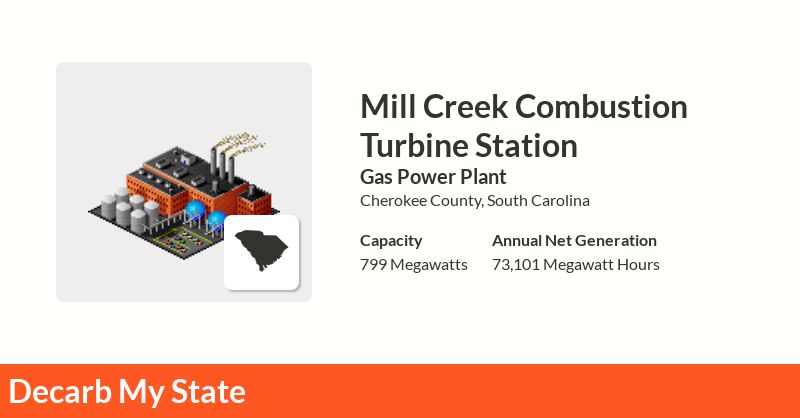 Mill Creek Combustion
Turbine Station
Gas Power Plant
Cherokee County, South Carolina
Capacity
799 Megawatts
Annual Net Generation
73,101 Megawatt Hours
Decarb My State